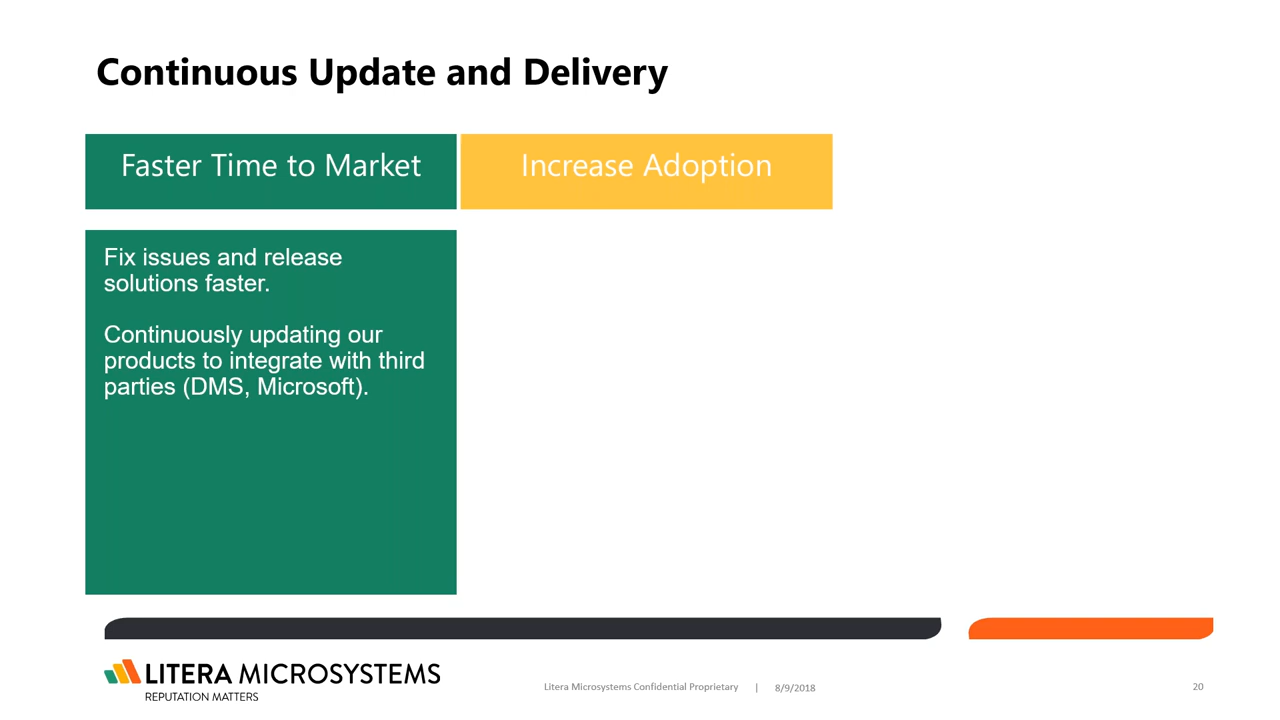 Continuous Update and Delivery
Faster Time to Market
Increase Adoption
Fix issues and release
solutions faster.
Continuously updating our
products to integrate with third
parties (DMS, Microsoft).
LITERA MICROSYSTEMS
REPUTATION MATTERS
Litera Microsystems Confidential Proprietary | 8/9/2018
20